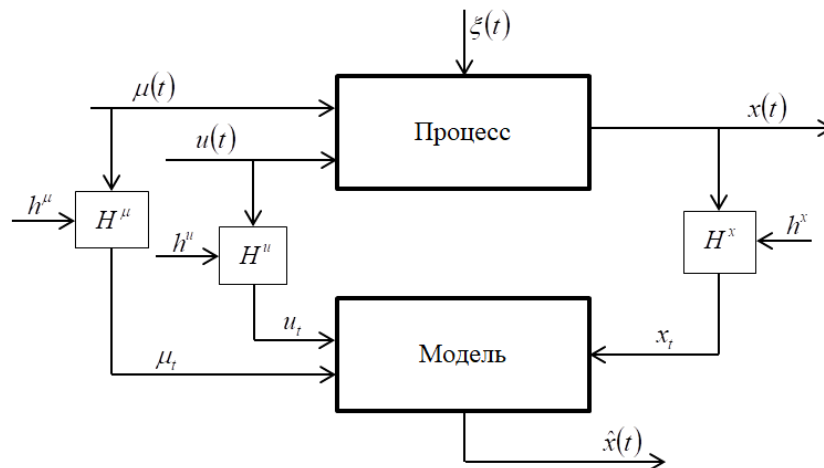 ξ(t)
μ(t)
x(t)
u(t)
Процесс
h^μ
H^μ
h^u
H^u
H^x
h^x
u_t
μ_t
Модель
x_t
x̂(t)